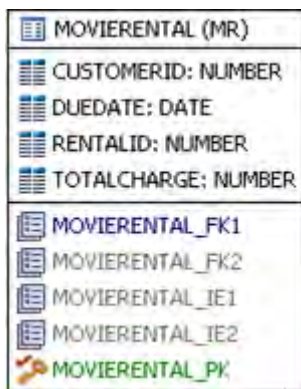 MOVIERENTAL (MR)
CUSTOMERID: NUMBER
DUEDATE: DATE
RENTALID: NUMBER
TOTALCHARGE: NUMBER
MOVIERENTAL_FK1
MOVIERENTAL_FK2
MOVIERENTAL_IE1
MOVIERENTAL_IE2
MOVIERENTAL_PK